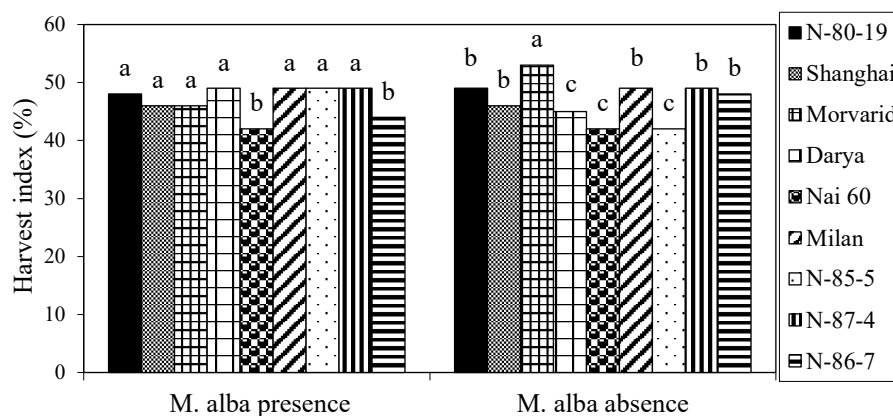 Harvest index (%)
60
50
40
30
20
10
0
a
a
a
a
b
a
a
a
b
b
b
a
c
c
b
c
b
b
M. alba presence
M. alba absence
N-80-19
Shanghai
Morvarid
Darya
Nai 60
Milan
N-85-5
N-87-4
N-86-7